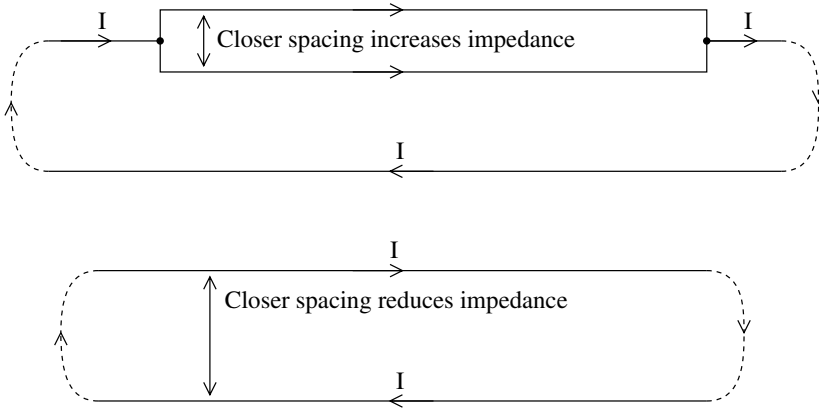 I I
Closer spacing increases impedance
I
I
Closer spacing reduces impedance
I